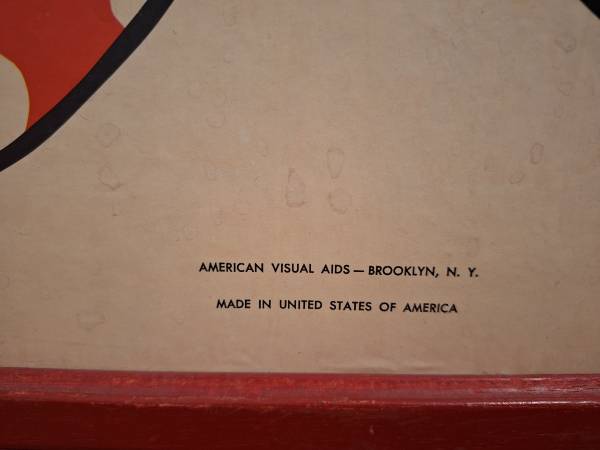 AMERICAN VISUAL AIDS — BROOKLYN, N. Y.
MADE IN UNITED STATES OF AMERICA